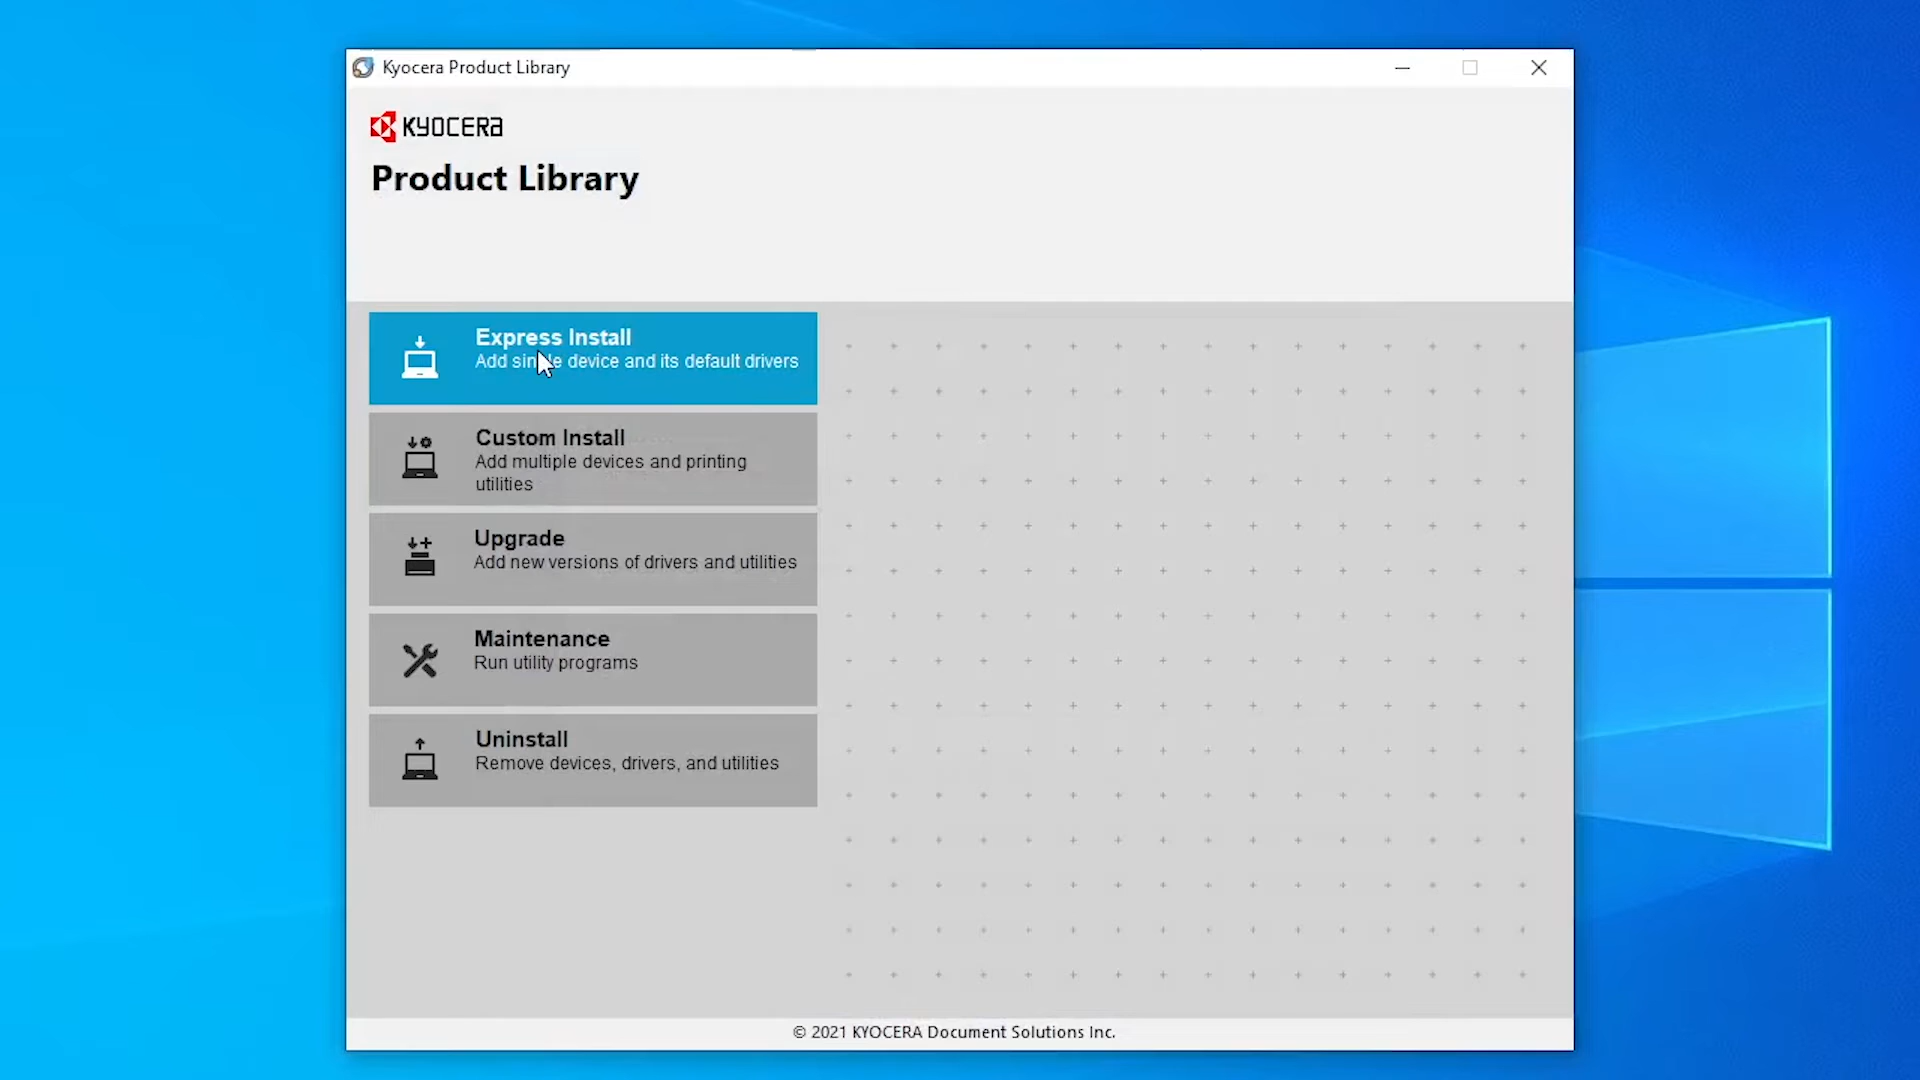 Kyocera Product Library
KYOCERA
Product Library
Express Install
Add single device and its default drivers
Custom Install
Add multiple devices and printing
utilities
Upgrade
Add new versions of drivers and utilities
Maintenance
Run utility programs
Uninstall
Remove devices, drivers, and utilities
© 2021 KYOCERA Document Solutions Inc.